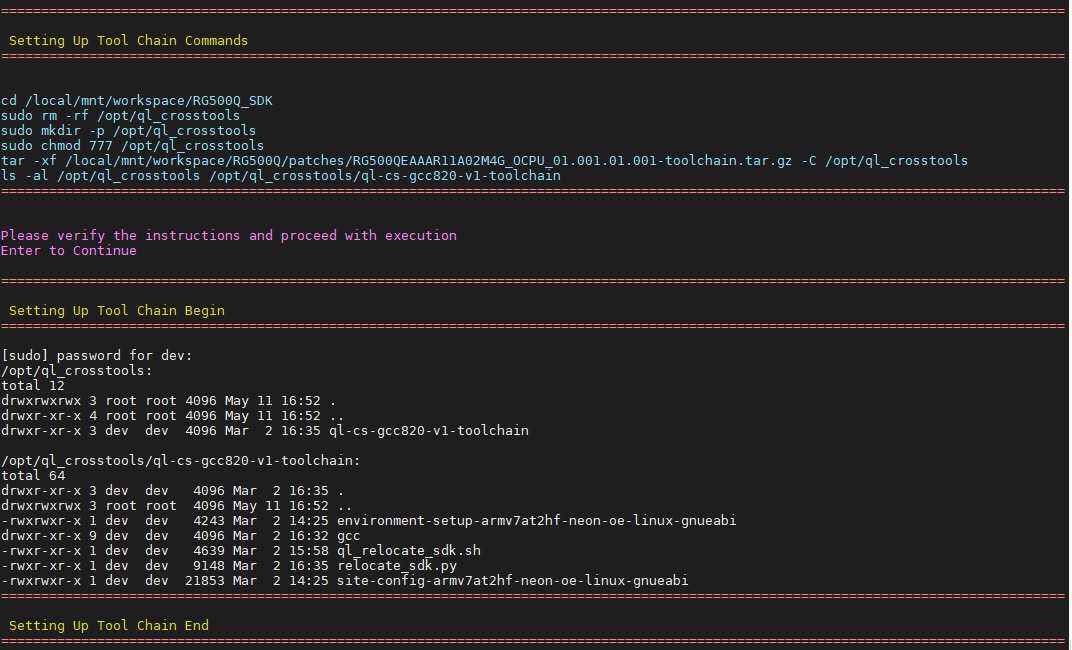 =====================================================================================================================================
Setting Up Tool Chain Commands
=====================================================================================================================================
cd /local/mnt/workspace/RG500Q_SDK
sudo rm -rf /opt/ql_crosstools
sudo mkdir -p /opt/ql_crosstools
sudo chmod 777 /opt/ql_crosstools
tar -xf /local/mnt/workspace/RG500Q/patches/RG500QEAAAR11A02M4G_OCPU_01.001.01.001-toolchain.tar.gz -C /opt/ql_crosstools
ls -al /opt/ql_crosstools /opt/ql_crosstools/ql-cs-gcc820-v1-toolchain
=====================================================================================================================================
Please verify the instructions and proceed with execution
Enter to Continue
=====================================================================================================================================
Setting Up Tool Chain Begin
=====================================================================================================================================
[sudo] password for dev:
/opt/ql_crosstools:
total 12
drwxrwxrwx 3 root root 4096 May 11 16:52 .
drwxr-xr-x 4 root root 4096 May 11 16:52 ..
drwxr-xr-x 3 dev  dev  4096 Mar  2 16:35 ql-cs-gcc820-v1-toolchain
/opt/ql_crosstools/ql-cs-gcc820-v1-toolchain:
total 64
drwxr-xr-x 3 dev  dev   4096 Mar  2 16:35 .
drwxrwxrwx 3 root root  4096 May 11 16:52 ..
-rwxrwxr-x 1 dev  dev   4243 Mar  2 14:25 environment-setup-armv7at2hf-neon-oe-linux-gnueabi
drwxr-xr-x 9 dev  dev   4096 Mar  2 16:32 gcc
-rwxr-xr-x 1 dev  dev   4639 Mar  2 15:58 ql_relocate_sdk.sh
-rwxr-xr-x 1 dev  dev   9148 Mar  2 16:35 relocate_sdk.py
-rwxrwxr-x 1 dev  dev  21853 Mar  2 14:25 site-config-armv7at2hf-neon-oe-linux-gnueabi
=====================================================================================================================================
Setting Up Tool Chain End
=====================================================================================================================================